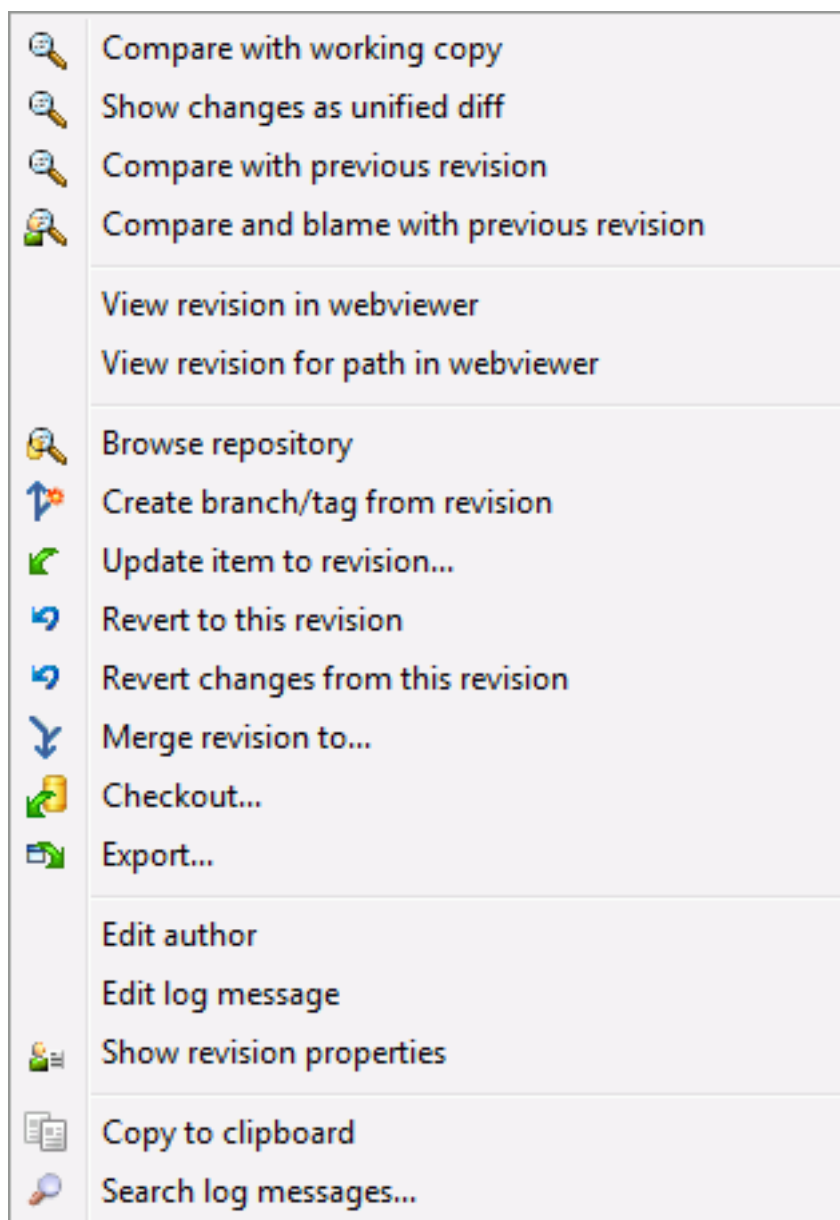 Compare with working copy
Show changes as unified diff
Compare with previous revision
Compare and blame with previous revision
View revision in webviewer
View revision for path in webviewer
Browse repository
Create branch/tag from revision
Update item to revision...
Revert to this revision
Revert changes from this revision
Merge revision to...
Checkout...
Export...
Edit author
Edit log message
Show revision properties
Copy to clipboard
Search log messages...